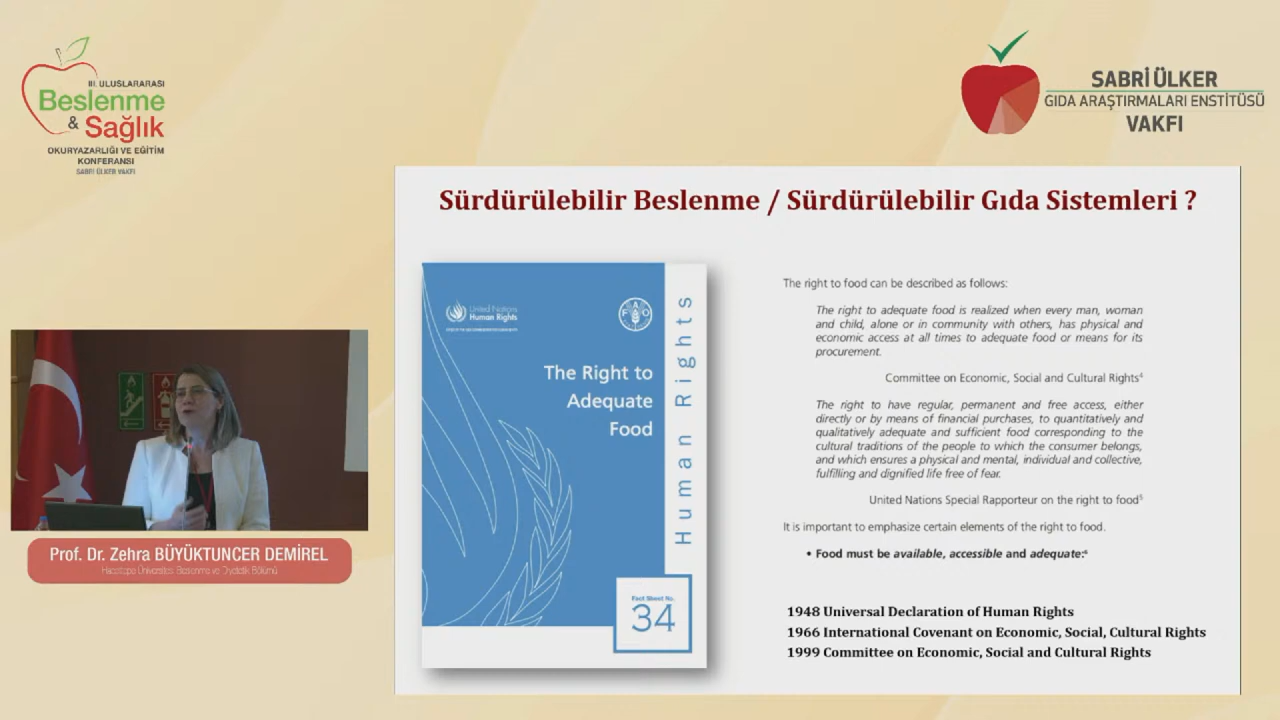 III. ULUSLARARASI
Beslenme
& Sağlık
OKURYAZARLIĞI VE EĞİTİM
KONFERANSI
SABRİ ÜLKER VAKFI
SABRİ ÜLKER
GIDA ARAŞTIRMALARI ENSTİTÜSÜ
VAKFI
Sürdürülebilir Beslenme / Sürdürülebilir Gıda Sistemleri ?
United Nations
Human Rights
FAO
The Right to
Adequate
Food
Human Rights
Fact Sheet No.
34
The right to food can be described as follows:
The right to adequate food is realized when every man, woman
and child, alone or in community with others, has physical and
economic access at all times to adequate food or means for its
procurement.
Committee on Economic, Social and Cultural Rights⁴
The right to have regular, permanent and free access, either
directly or by means of financial purchases, to quantitatively and
qualitatively adequate and sufficient food corresponding to the
cultural traditions of the people to which the consumer belongs,
and which ensures a physical and mental, individual and collective,
fulfilling and dignified life free of fear.
United Nations Special Rapporteur on the right to food⁵
It is important to emphasize certain elements of the right to food.
• Food must be available, accessible and adequate:⁶
1948 Universal Declaration of Human Rights
1966 International Covenant on Economic, Social, Cultural Rights
1999 Committee on Economic, Social and Cultural Rights
Prof. Dr. Zehra BÜYÜKTUNCER DEMİREL
Hacettepe Üniversitesi Beslenme ve Diyetetik Bölümü